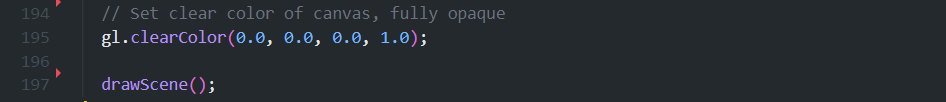 194 // Set clear color of canvas, fully opaque
195 gl.clearColor(0.0, 0.0, 0.0, 1.0);
196
197 drawScene();